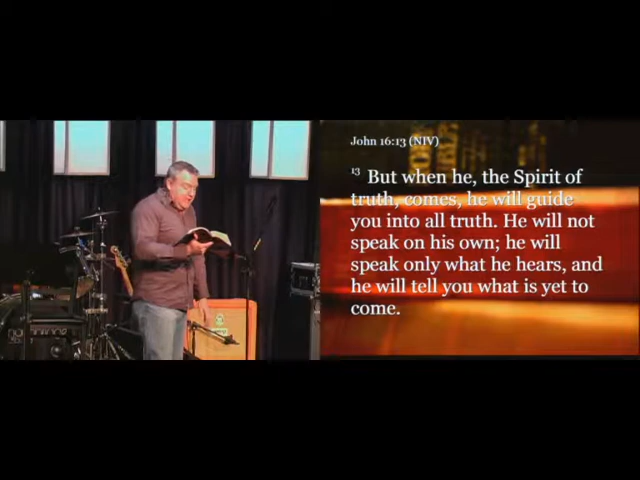 John 16:13 (NIV)
13 But when he, the Spirit of
truth, comes, he will guide
you into all truth. He will not
speak on his own; he will
speak only what he hears, and
he will tell you what is yet to
come.